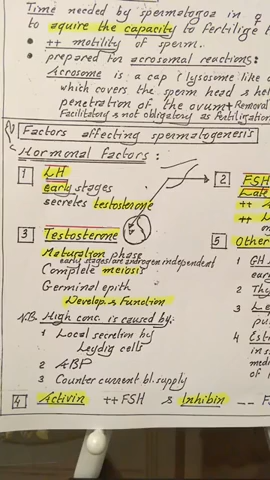 Time needed by spermatozoa in ♀
to aquire the capacity to fertilize
• ++ motility of sperm.
• prepared for acrosomal reactions:
Acrosome is a cap (lysosome like
which covers the sperm head &
penetration of the ovum + Removal
Facilitatory & not obligatory as fertilization
Factors affecting spermatogenesis
Hormonal factors:
1 LH
early stages
secretes testosterone
2 FSH
Late
3 Testosterone
Maturation phase
early stages are androgen independent
Complete meiosis
Germinal epith
Develop. & Function
N.B. High conc. is caused by:
1 Local secretion by
Leydig cells
2 ABP
3 Counter current bl. supply
4 Activin ++ FSH & Inhibin -- F
5 Other
1 GH
2 Thy
4 Est